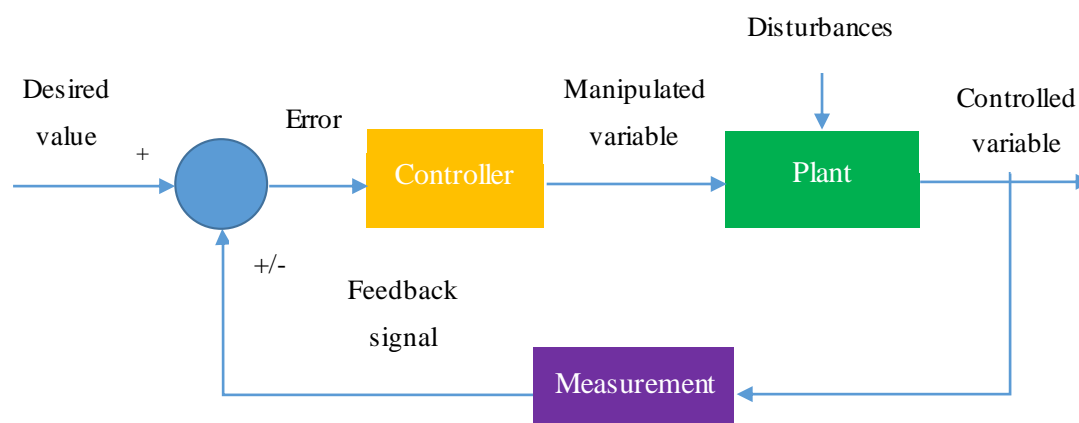 Disturbances
Desired
value
+
Error
Manipulated
variable
Controlled
variable
Controller
Plant
+/-
Feedback
signal
Measurement